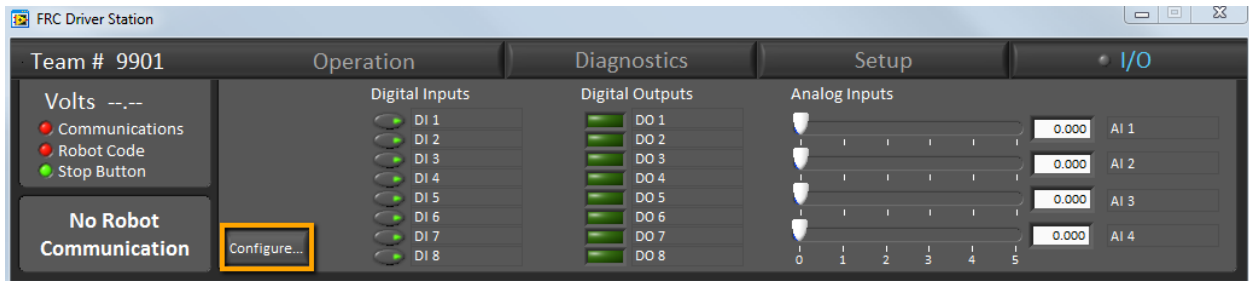 FRC Driver Station
Team # 9901 Operation Diagnostics Setup I/O
Volts --.--
Communications
Robot Code
Stop Button
No Robot
Communication
Configure...
Digital Inputs
DI 1
DI 2
DI 3
DI 4
DI 5
DI 6
DI 7
DI 8
Digital Outputs
DO 1
DO 2
DO 3
DO 4
DO 5
DO 6
DO 7
DO 8
Analog Inputs
0.000 AI 1
0.000 AI 2
0.000 AI 3
0.000 AI 4
0 1 2 3 4 5